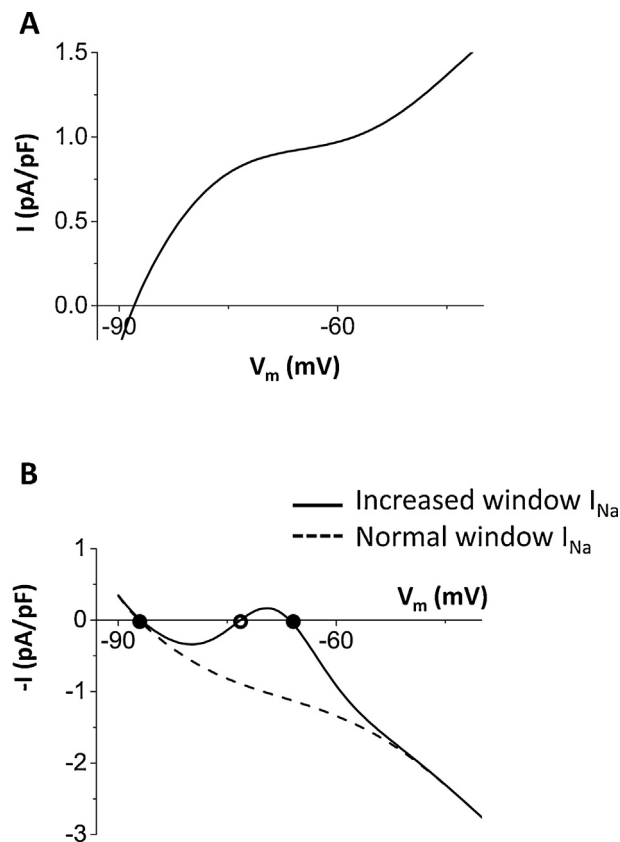 A
1.5
1.0
0.5
0.0
I (pA/pF)
-90
-60
Vm (mV)
B
Increased window INa
Normal window INa
1
0
-1
-2
-3
-I (pA/pF)
Vm (mV)
-90
-60